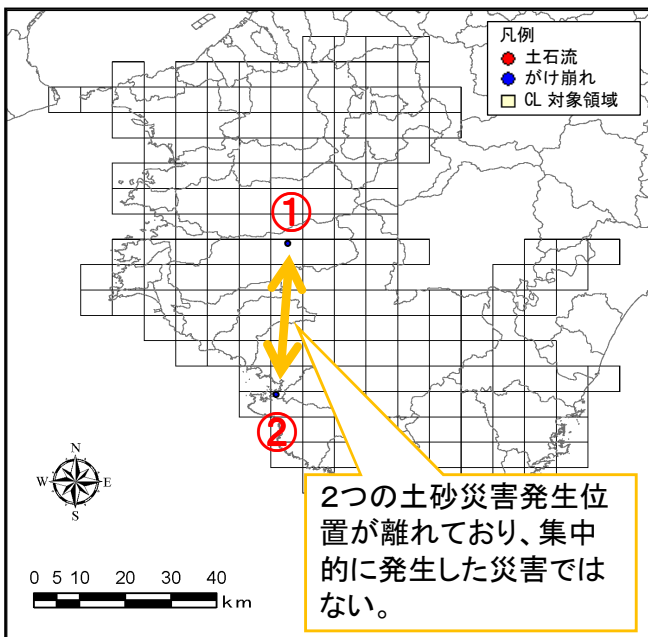 凡例
土石流
がけ崩れ
CL 対象領域
①
②
N
W E
S
0 5 10 20 30 40
km
２つの土砂災害発生位
置が離れており、集中
的に発生した災害では
ない。